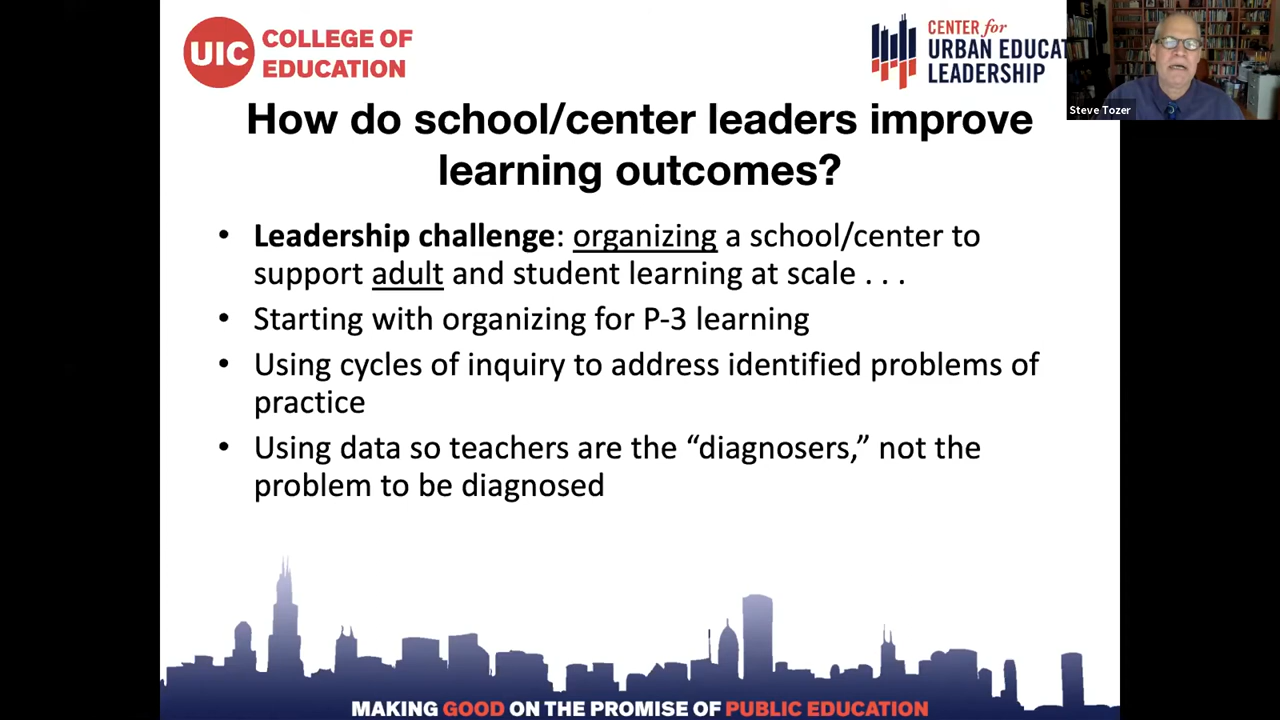 UIC
COLLEGE OF
EDUCATION
CENTER for
URBAN EDUCAT
LEADERSHIP
Steve Tozer
How do school/center leaders improve
learning outcomes?
• Leadership challenge: organizing a school/center to
support adult and student learning at scale . . .
• Starting with organizing for P-3 learning
• Using cycles of inquiry to address identified problems of
practice
• Using data so teachers are the “diagnosers,” not the
problem to be diagnosed
MAKING GOOD ON THE PROMISE OF PUBLIC EDUCATION